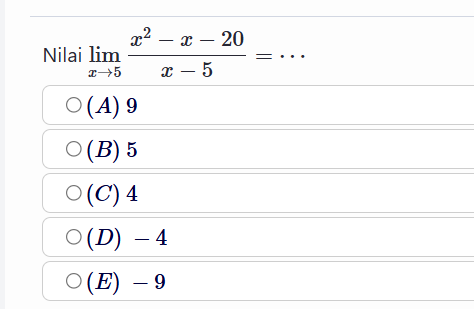 Nilai lim x→5 (x² − x − 20)/(x − 5) = ⋯
(A) 9
(B) 5
(C) 4
(D) − 4
(E) − 9